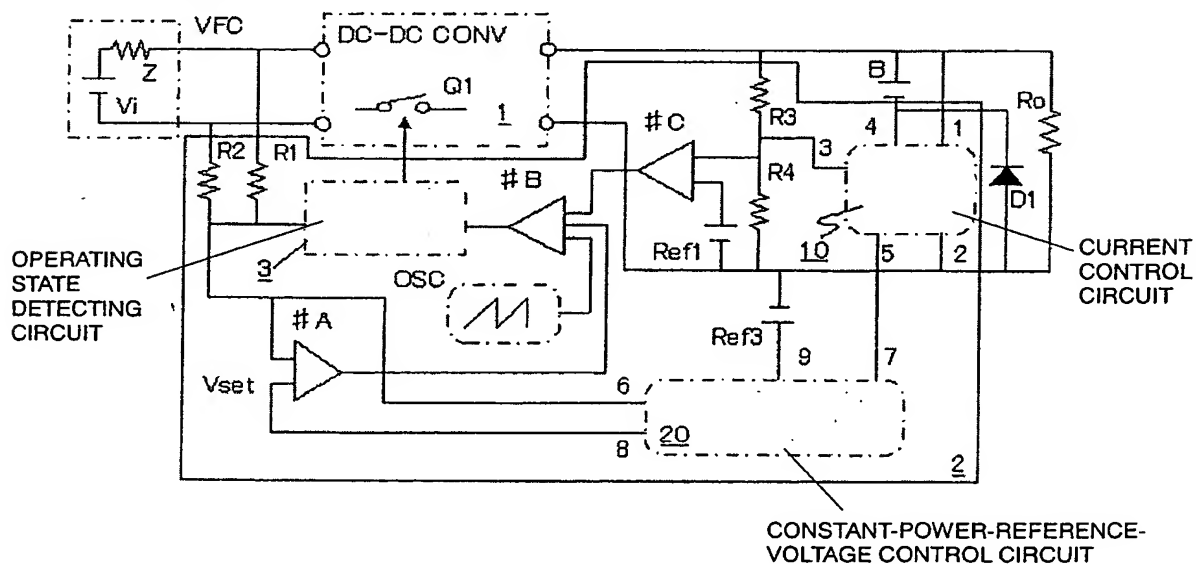 VFC
DC-DC CONV
Z
Vi
Q1
1
B
Ro
R3
4
1
#C
3
R2
R1
R4
D1
#B
Ref1
10
5
2
OPERATING
STATE
DETECTING
CIRCUIT
3
OSC
CURRENT
CONTROL
CIRCUIT
#A
Ref3
9
7
Vset
6
20
8
2
CONSTANT-POWER-REFERENCE-
VOLTAGE CONTROL CIRCUIT